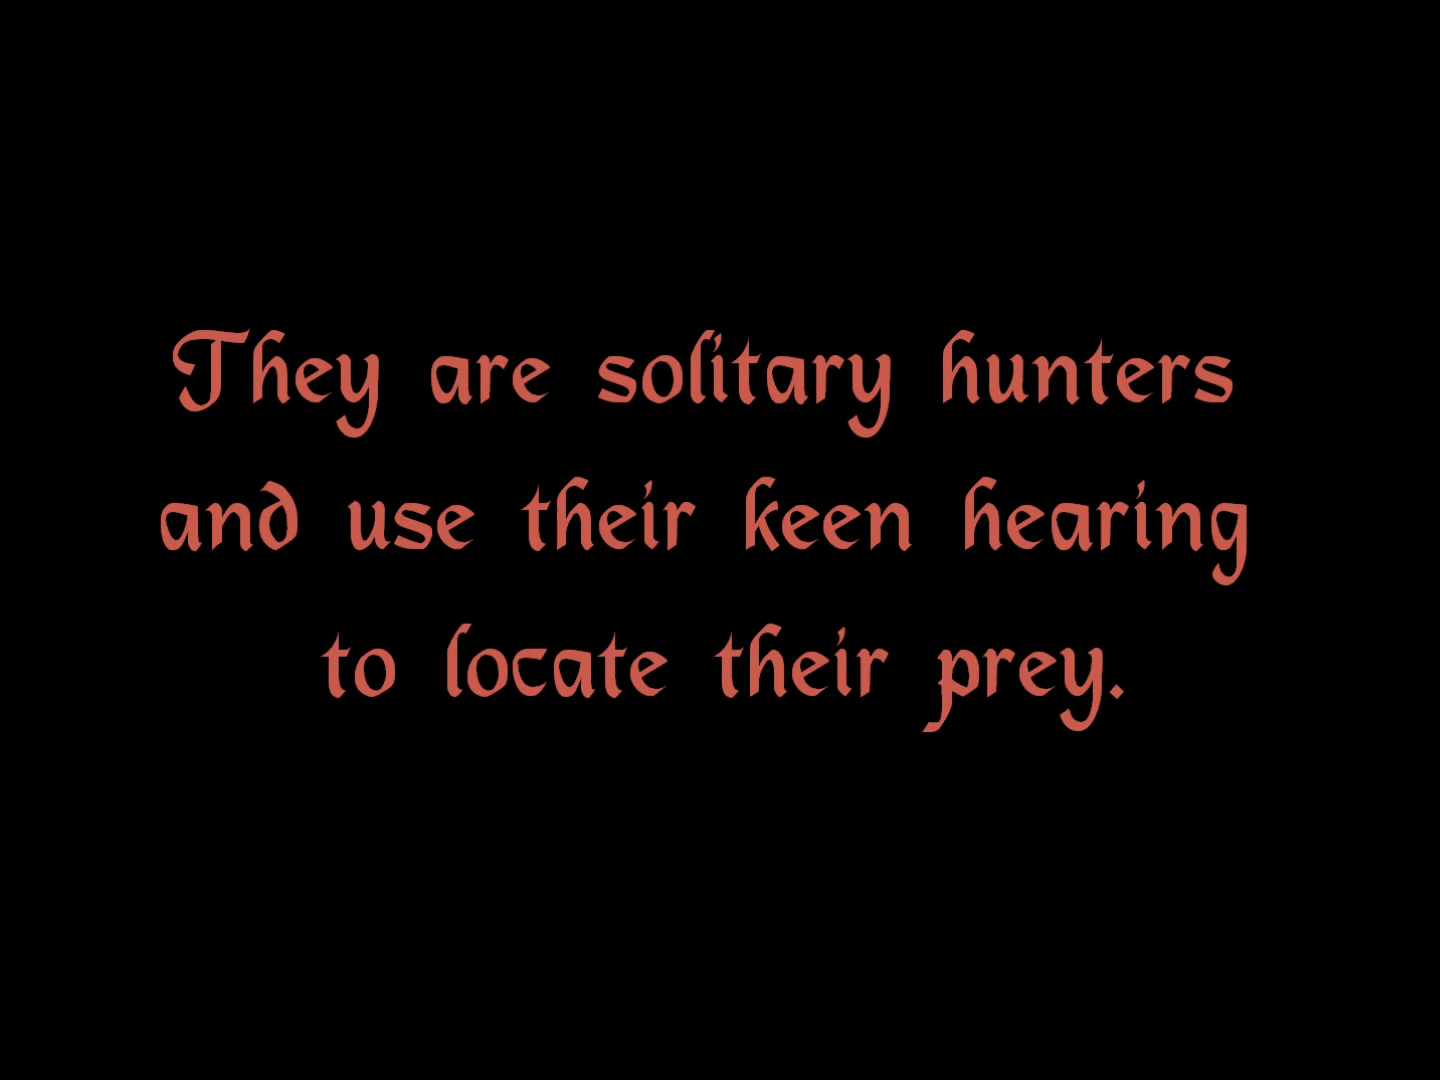 They are solitary hunters
and use their keen hearing
to locate their prey.